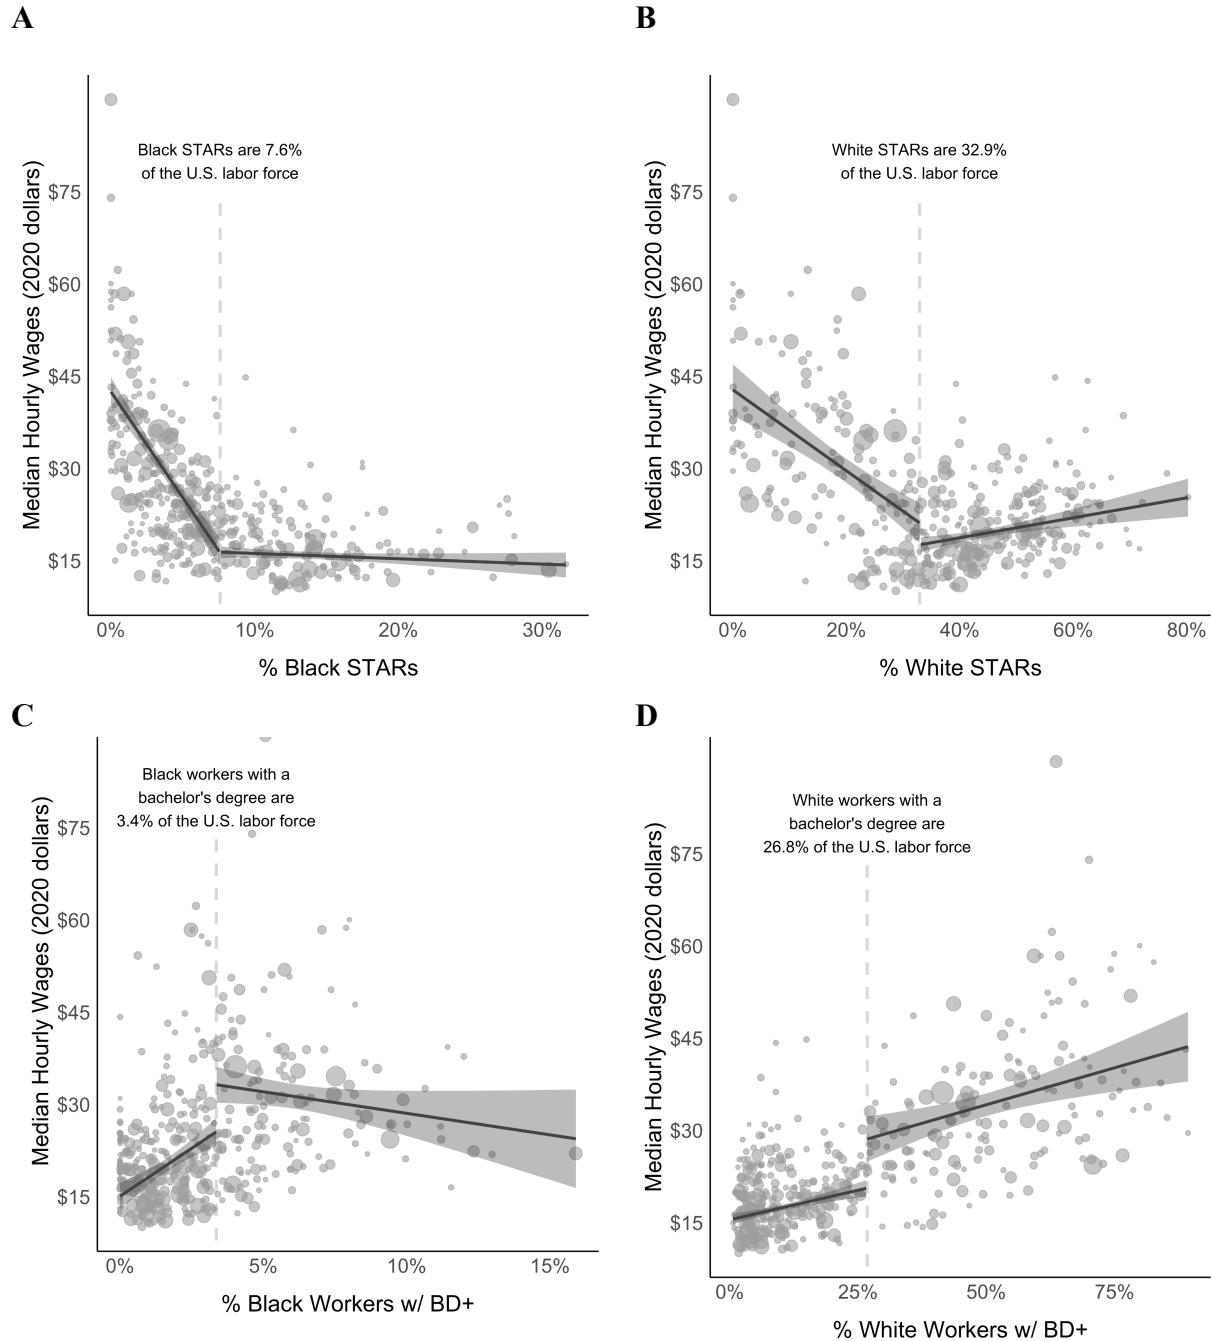 A
Black STARs are 7.6%
of the U.S. labor force
Median Hourly Wages (2020 dollars)
$75
$60
$45
$30
$15
0%
10%
20%
30%
% Black STARs
B
White STARs are 32.9%
of the U.S. labor force
Median Hourly Wages (2020 dollars)
$75
$60
$45
$30
$15
0%
20%
40%
60%
80%
% White STARs
C
Black workers with a
bachelor's degree are
3.4% of the U.S. labor force
Median Hourly Wages (2020 dollars)
$75
$60
$45
$30
$15
0%
5%
10%
15%
% Black Workers w/ BD+
D
White workers with a
bachelor's degree are
26.8% of the U.S. labor force
Median Hourly Wages (2020 dollars)
$75
$60
$45
$30
$15
0%
25%
50%
75%
% White Workers w/ BD+